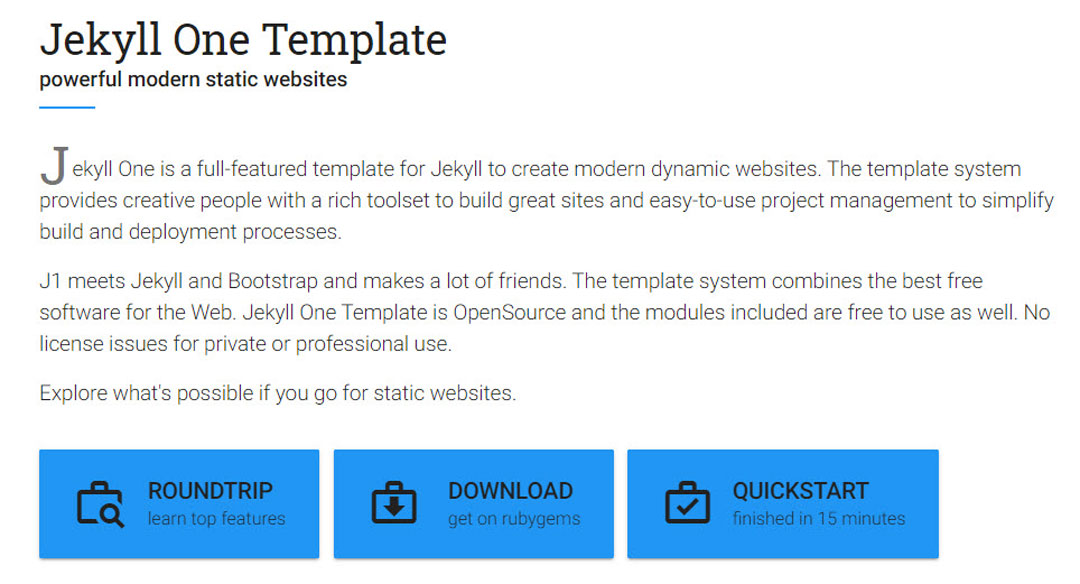 Jekyll One Template
powerful modern static websites
Jekyll One is a full-featured template for Jekyll to create modern dynamic websites. The template system
provides creative people with a rich toolset to build great sites and easy-to-use project management to simplify
build and deployment processes.
J1 meets Jekyll and Bootstrap and makes a lot of friends. The template system combines the best free
software for the Web. Jekyll One Template is OpenSource and the modules included are free to use as well. No
license issues for private or professional use.
Explore what's possible if you go for static websites.
ROUNDTRIP
learn top features
DOWNLOAD
get on rubygems
QUICKSTART
finished in 15 minutes